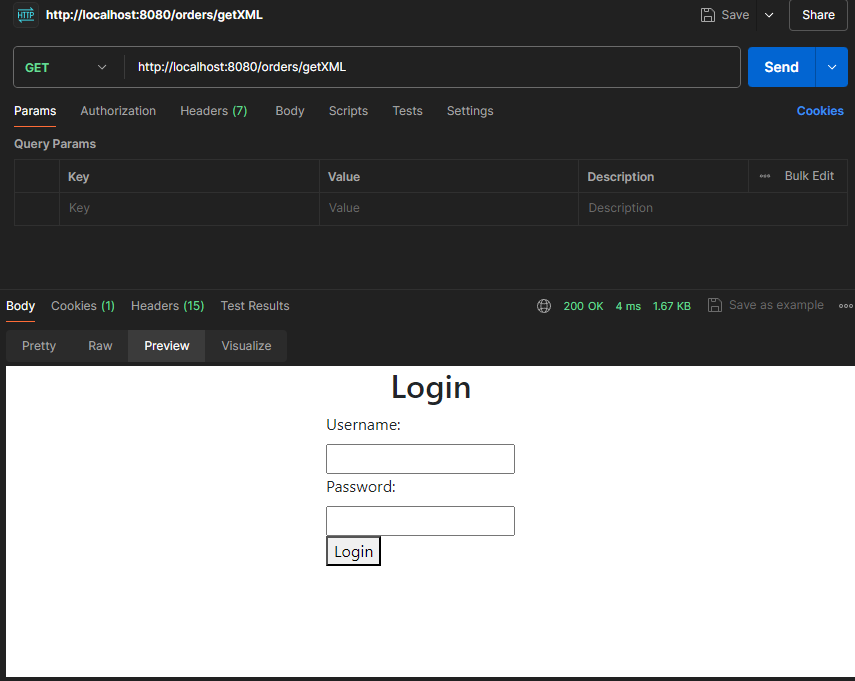 HTTP http://localhost:8080/orders/getXML Save Share
GET http://localhost:8080/orders/getXML Send
Params Authorization Headers (7) Body Scripts Tests Settings Cookies
Query Params
Key Value Description ••• Bulk Edit
Key Value Description
Body Cookies (1) Headers (15) Test Results 200 OK 4 ms 1.67 KB Save as example
Pretty Raw Preview Visualize
Login
Username:
Password:
Login